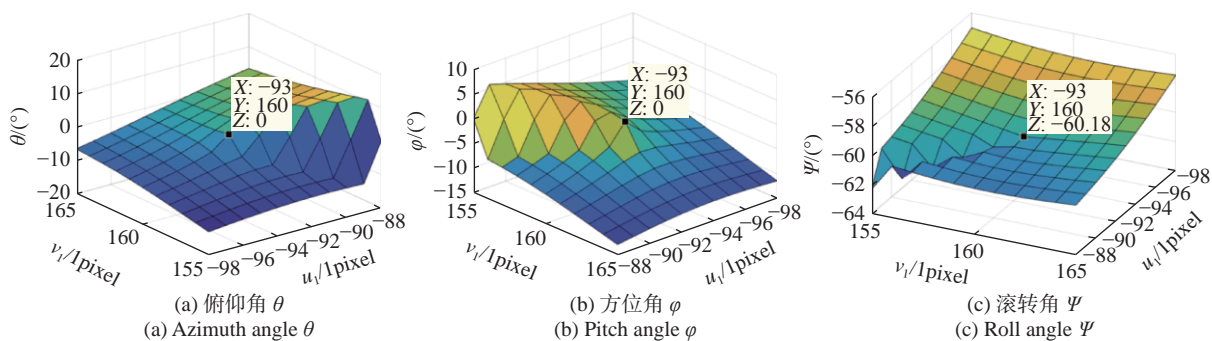 20
10
0
−10
−20
θ/(°)
X: −93
Y: 160
Z: 0
165
160
155
v₁/1pixel
−98
−96
−94
−92
−90
−88
u₁/1pixel
(a) 俯仰角 θ
(a) Azimuth angle θ
10
5
0
−5
−10
−15
φ/(°)
X: −93
Y: 160
Z: 0
155
160
165
v₁/1pixel
−88
−90
−92
−94
−96
−98
u₁/1pixel
(b) 方位角 φ
(b) Pitch angle φ
−56
−58
−60
−62
−64
Ψ/(°)
X: −93
Y: 160
Z: −60.18
155
160
165
v₁/1pixel
−88
−90
−92
−94
−96
−98
u₁/1pixel
(c) 滚转角 Ψ
(c) Roll angle Ψ